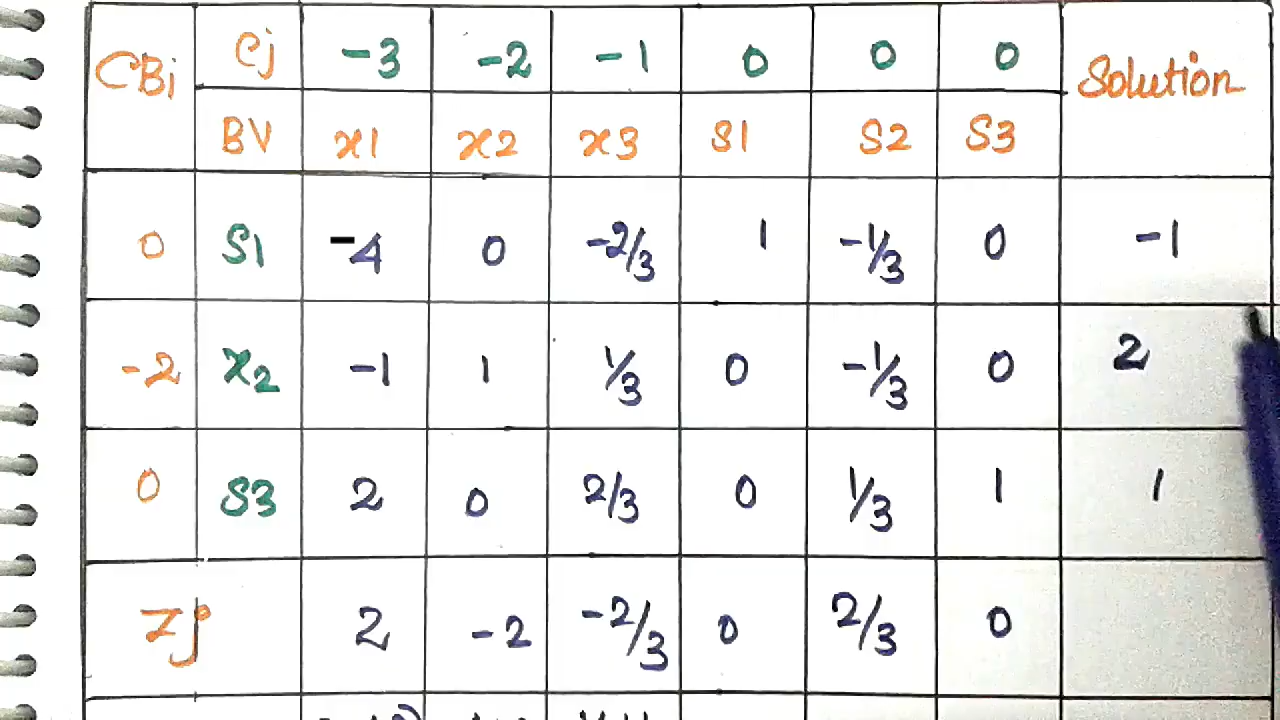 CBi Cj -3 -2 -1 0 0 0 Solution
BV x1 x2 x3 S1 S2 S3
0 S1 -4 0 -2/3 1 -1/3 0 -1
-2 x2 -1 1 1/3 0 -1/3 0 2
0 S3 2 0 2/3 0 1/3 1 1
Zj 2 -2 -2/3 0 2/3 0